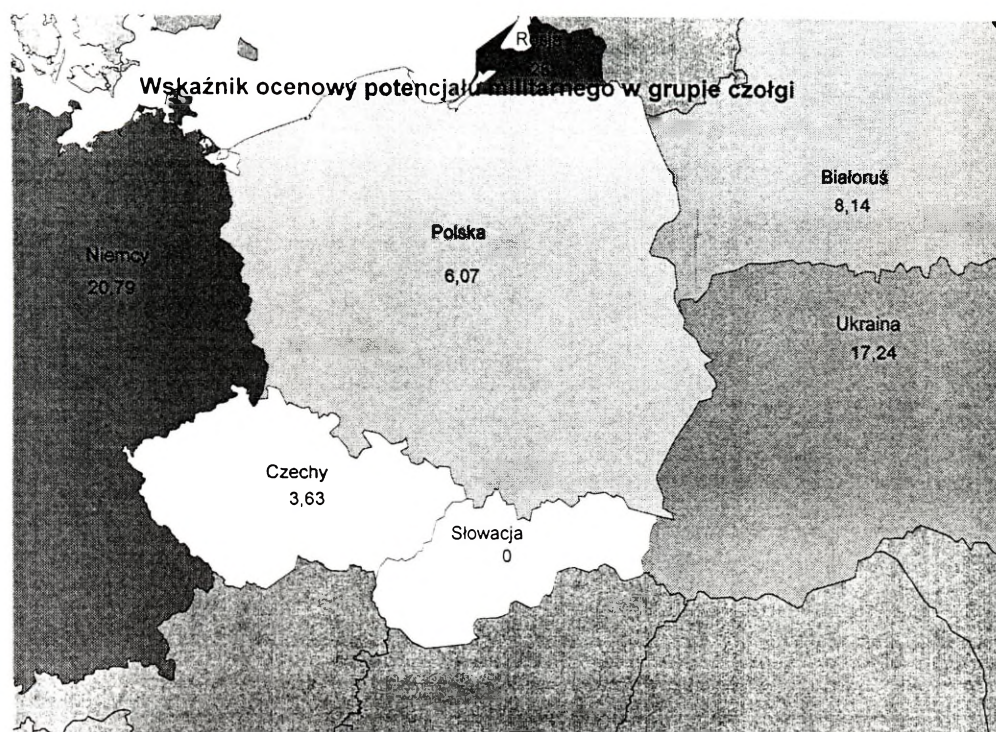 Rosja
Wskaźnik ocenowy potencjału militarnego w grupie czołgi
Białoruś
8,14
Polska
6,07
Niemcy
20,79
Ukraina
17,24
Czechy
3,63
Słowacja
0